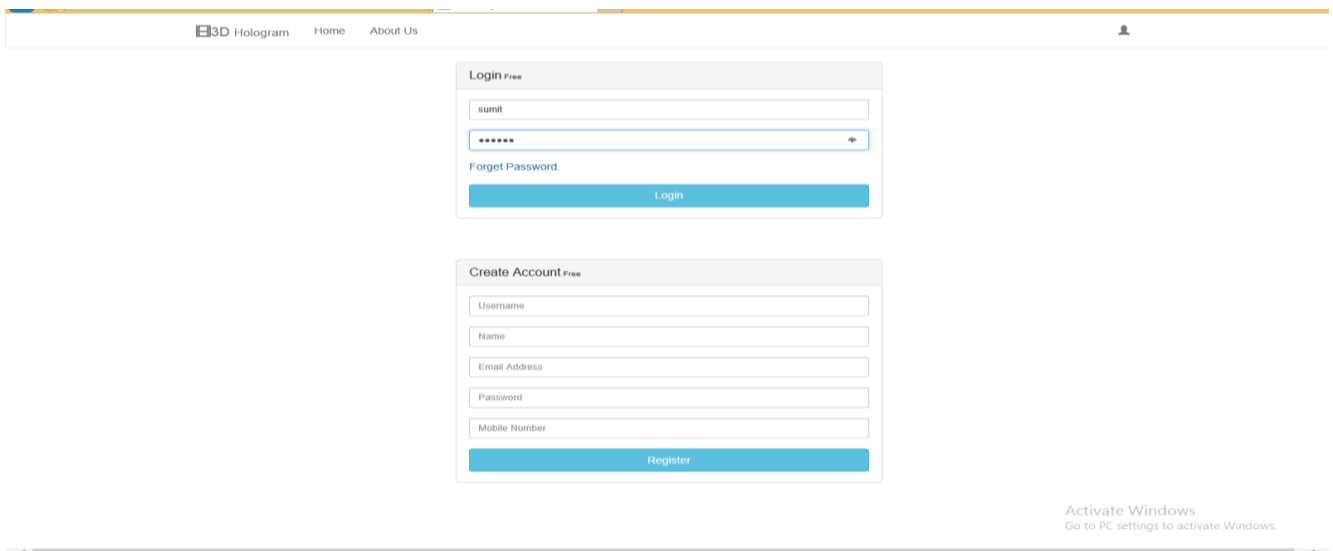 3D Hologram Home About Us
Login Free
sumit
••••••
Forget Password.
Login
Create Account Free
Username
Name
Email Address
Password
Mobile Number
Register
Activate Windows
Go to PC settings to activate Windows.